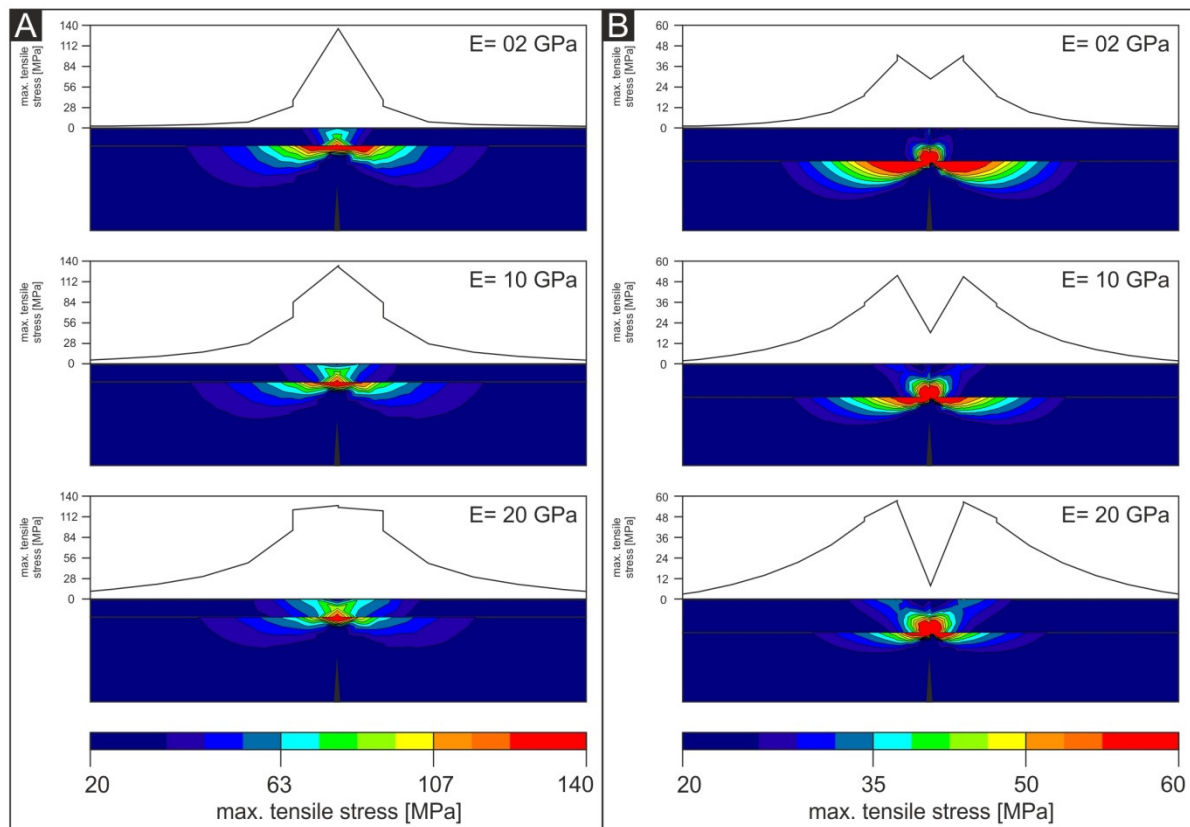 A
max. tensile
stress [MPa]
140
112
84
56
28
0
E= 02 GPa
max. tensile
stress [MPa]
140
112
84
56
28
0
E= 10 GPa
max. tensile
stress [MPa]
140
112
84
56
28
0
E= 20 GPa
20 63 107 140
max. tensile stress [MPa]
B
max. tensile
stress [MPa]
60
48
36
24
12
0
E= 02 GPa
max. tensile
stress [MPa]
60
48
36
24
12
0
E= 10 GPa
max. tensile
stress [MPa]
60
48
36
24
12
0
E= 20 GPa
20 35 50 60
max. tensile stress [MPa]